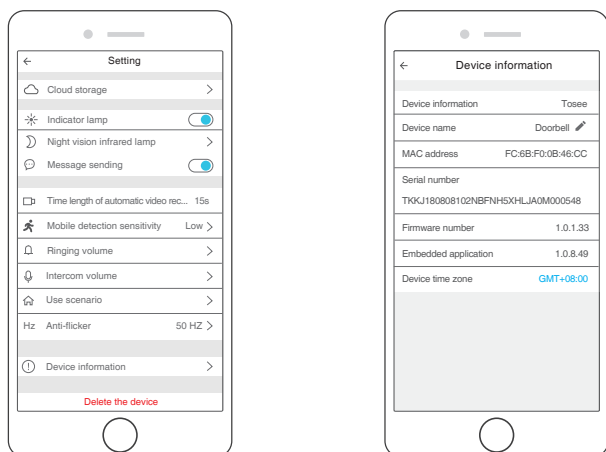 Setting
Cloud storage
Indicator lamp
Night vision infrared lamp
Message sending
Time length of automatic video rec... 15s
Mobile detection sensitivity Low
Ringing volume
Intercom volume
Use scenario
Hz Anti-flicker 50 HZ
Device information
Delete the device
Device information
Device information Tosee
Device name Doorbell
MAC address FC:6B:F0:0B:46:CC
Serial number
TKKJ180808102NBFNH5XHLJA0M000548
Firmware number 1.0.1.33
Embedded application 1.0.8.49
Device time zone GMT+08:00